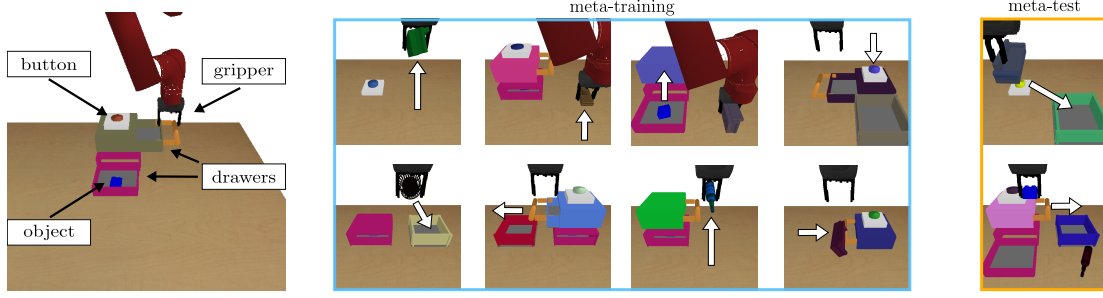 meta-training
meta-test
button
gripper
drawers
object